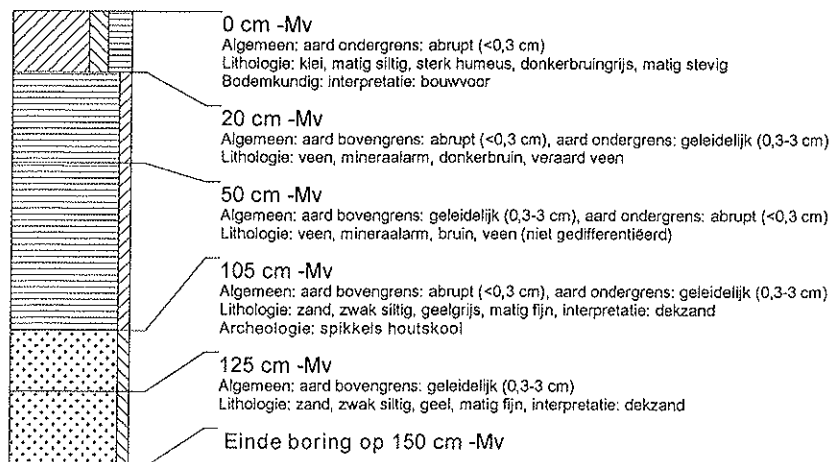 0 cm -Mv
Algemeen: aard ondergrens: abrupt (<0,3 cm)
Lithologie: klei, matig siltig, sterk humeus, donkerbruingrijs, matig stevig
Bodemkundig: interpretatie: bouwvoor
20 cm -Mv
Algemeen: aard bovengrens: abrupt (<0,3 cm), aard ondergrens: geleidelijk (0,3-3 cm)
Lithologie: veen, mineraalarm, donkerbruin, veraard veen
50 cm -Mv
Algemeen: aard bovengrens: geleidelijk (0,3-3 cm), aard ondergrens: abrupt (<0,3 cm)
Lithologie: veen, mineraalarm, bruin, veen (niet gedifferentiëerd)
105 cm -Mv
Algemeen: aard bovengrens: abrupt (<0,3 cm), aard ondergrens: geleidelijk (0,3-3 cm)
Lithologie: zand, zwak siltig, geelgrijs, matig fijn, interpretatie: dekzand
Archeologie: spikkels houtskool
125 cm -Mv
Algemeen: aard bovengrens: geleidelijk (0,3-3 cm)
Lithologie: zand, zwak siltig, geel, matig fijn, interpretatie: dekzand
Einde boring op 150 cm -Mv